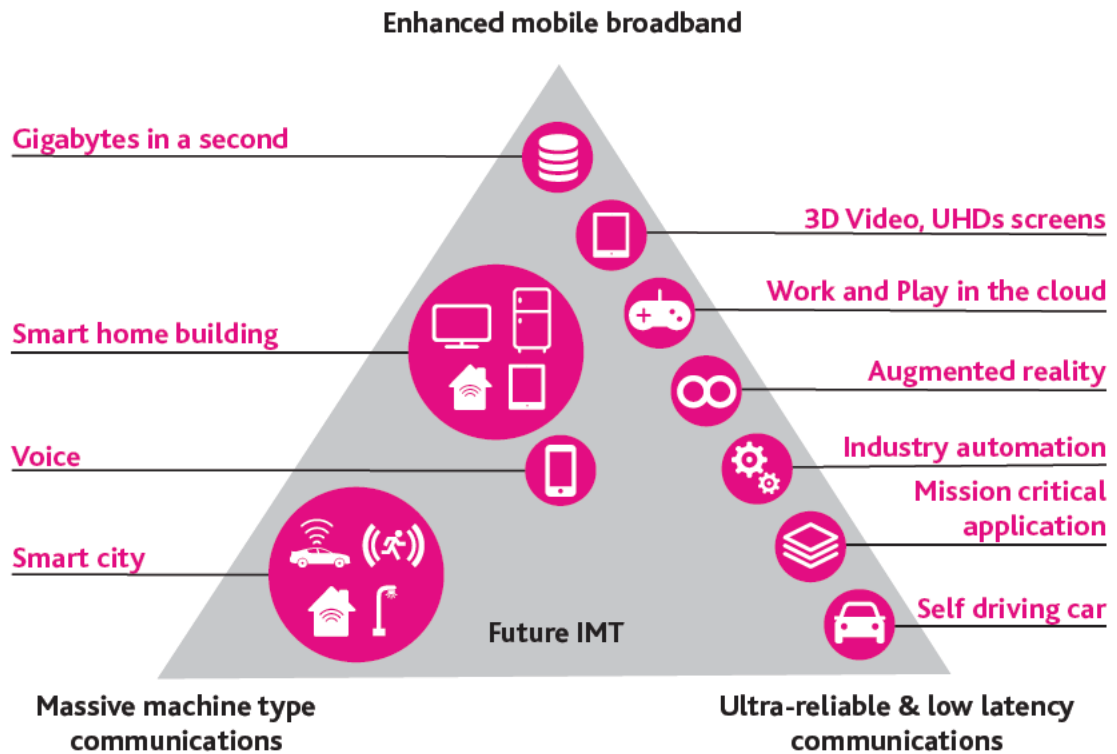 Enhanced mobile broadband
Gigabytes in a second
3D Video, UHDs screens
Work and Play in the cloud
Smart home building
Augmented reality
Voice
Industry automation
Mission critical
application
Smart city
Self driving car
Future IMT
Massive machine type
communications
Ultra-reliable & low latency
communications